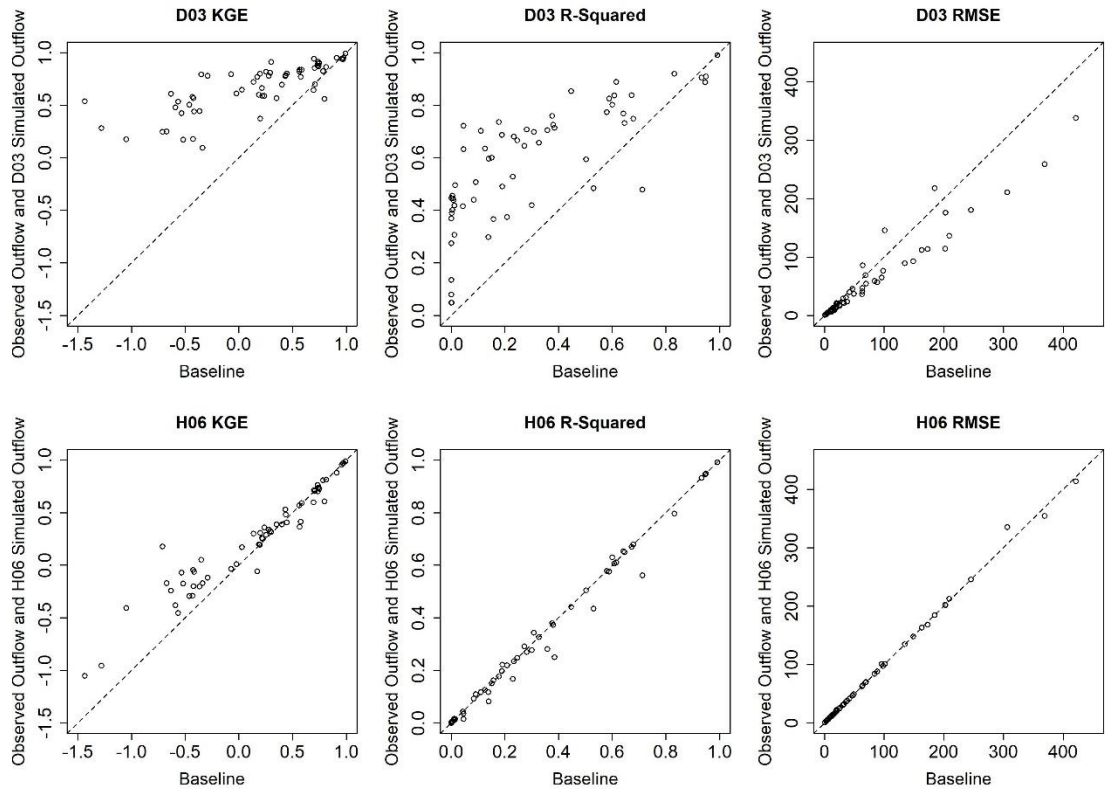 D03 KGE
Observed Outflow and D03 Simulated Outflow
1.0
0.5
0.0
-0.5
-1.0
-1.5
-1.5 -1.0 -0.5 0.0 0.5 1.0
Baseline
D03 R-Squared
Observed Outflow and D03 Simulated Outflow
1.0
0.8
0.6
0.4
0.2
0.0
0.0 0.2 0.4 0.6 0.8 1.0
Baseline
D03 RMSE
Observed Outflow and D03 Simulated Outflow
400
300
200
100
0
0 100 200 300 400
Baseline
H06 KGE
Observed Outflow and H06 Simulated Outflow
1.0
0.5
0.0
-0.5
-1.0
-1.5
-1.5 -1.0 -0.5 0.0 0.5 1.0
Baseline
H06 R-Squared
Observed Outflow and H06 Simulated Outflow
1.0
0.8
0.6
0.4
0.2
0.0
0.0 0.2 0.4 0.6 0.8 1.0
Baseline
H06 RMSE
Observed Outflow and H06 Simulated Outflow
400
300
200
100
0
0 100 200 300 400
Baseline